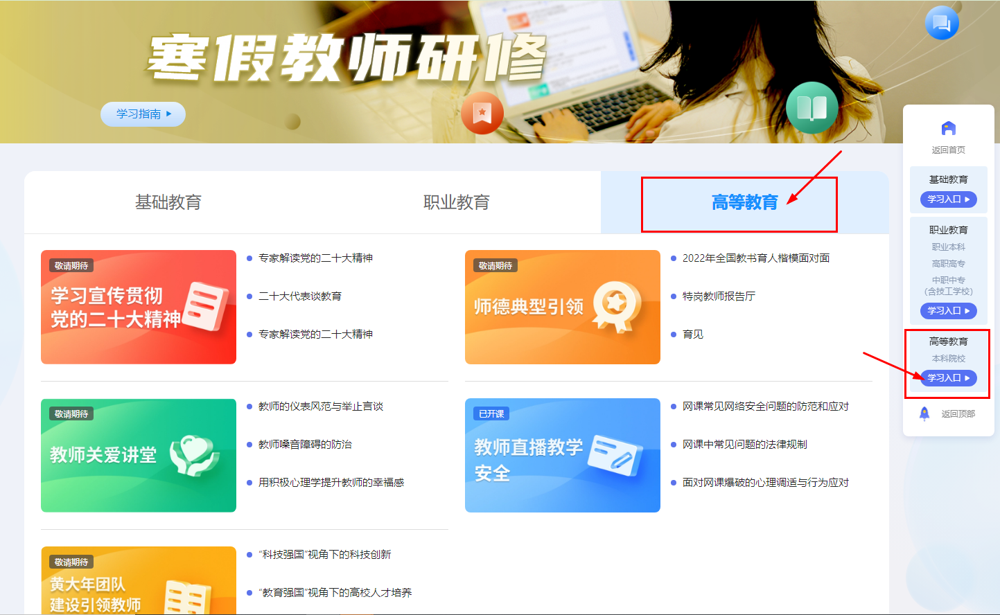 寒假教师研修
学习指南
返回首页
基础教育
学习入口
职业教育
职业本科
高职高专
中职中专
(含技工学校)
学习入口
高等教育
本科院校
学习入口
返回顶部
基础教育
职业教育
高等教育
敬请期待
学习宣传贯彻
党的二十大精神
专家解读党的二十大精神
二十大代表谈教育
专家解读党的二十大精神
敬请期待
师德典型引领
2022年全国教书育人楷模面对面
特岗教师报告厅
育见
敬请期待
教师关爱讲堂
教师的仪表风范与举止言谈
教师嗓音障碍的防治
用积极心理学提升教师的幸福感
已开课
教师直播教学
安全
网课常见网络安全问题的防范和应对
网课中常见问题的法律规制
面对网课爆破的心理调适与行为应对
敬请期待
黄大年团队
建设引领教师
“科技强国”视角下的科技创新
“教育强国”视角下的高校人才培养